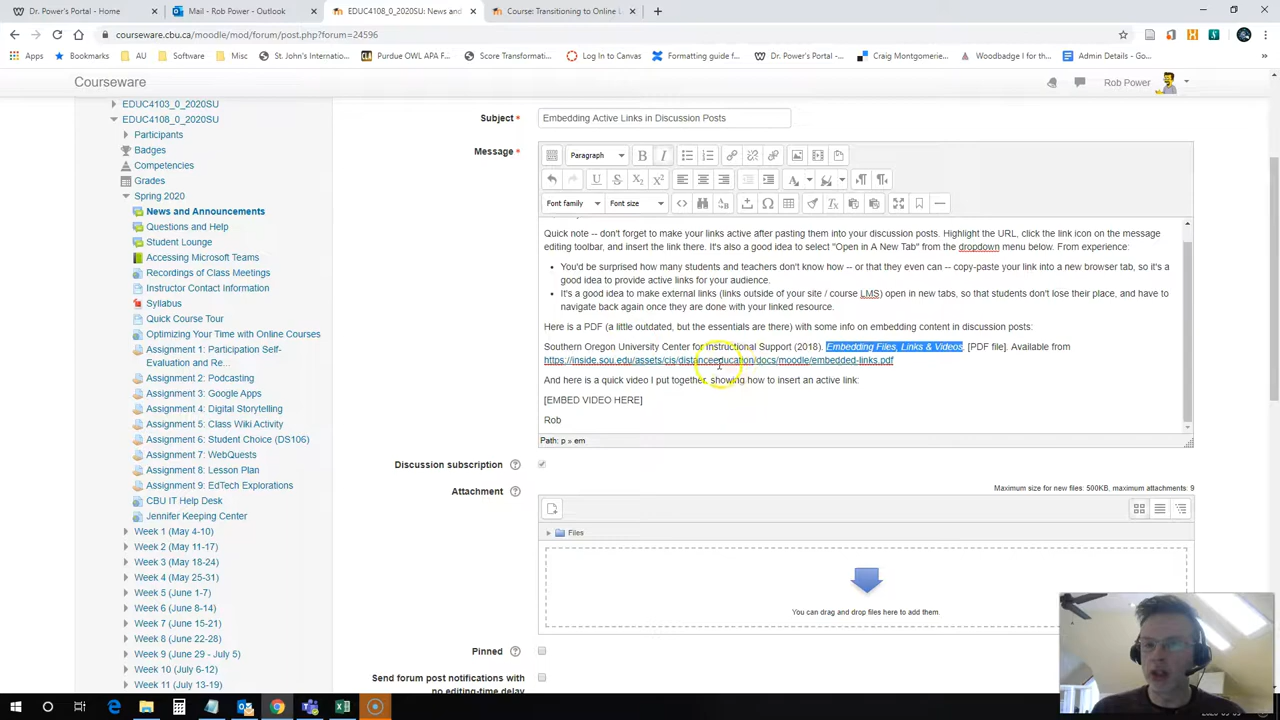 Dr. Power's Portal - Home
Mail - Rob Power - Outlook
EDUC4108_0_2020SU: News and
Course: Transitioning to Online L
courseware.cbu.ca/moodle/mod/forum/post.php?forum=24596
Apps
Bookmarks
AU
Software
Misc
St. John's Internatio...
Purdue OWL APA F...
Score Transformatio...
Log In to Canvas
Formatting guide f...
Dr. Power's Portal -...
Craig Montgomerie...
Woodbadge I for th...
Admin Details - Go...
Courseware
Rob Power
EDUC4103_0_2020SU
EDUC4108_0_2020SU
Participants
Badges
Competencies
Grades
Spring 2020
News and Announcements
Questions and Help
Student Lounge
Accessing Microsoft Teams
Recordings of Class Meetings
Instructor Contact Information
Syllabus
Quick Course Tour
Optimizing Your Time with Online Courses
Assignment 1: Participation Self-
Evaluation and Re...
Assignment 2: Podcasting
Assignment 3: Google Apps
Assignment 4: Digital Storytelling
Assignment 5: Class Wiki Activity
Assignment 6: Student Choice (DS106)
Assignment 7: WebQuests
Assignment 8: Lesson Plan
Assignment 9: EdTech Explorations
CBU IT Help Desk
Jennifer Keeping Center
Week 1 (May 4-10)
Week 2 (May 11-17)
Week 3 (May 18-24)
Week 4 (May 25-31)
Week 5 (June 1-7)
Week 6 (June 8-14)
Week 7 (June 15-21)
Week 8 (June 22-28)
Week 9 (June 29 - July 5)
Week 10 (July 6-12)
Week 11 (July 13-19)
Subject
Embedding Active Links in Discussion Posts
Message
Paragraph
Font family
Font size
Quick note -- don't forget to make your links active after pasting them into your discussion posts. Highlight the URL, click the link icon on the message
editing toolbar, and insert the link there. It's also a good idea to select "Open in A New Tab" from the dropdown menu below. From experience:
You'd be surprised how many students and teachers don't know how -- or that they even can -- copy-paste your link into a new browser tab, so it's a
good idea to provide active links for your audience.
It's a good idea to make external links (links outside of your site / course LMS) open in new tabs, so that students don't lose their place, and have to
navigate back again once they are done with your linked resource.
Here is a PDF (a little outdated, but the essentials are there) with some info on embedding content in discussion posts:
Southern Oregon University Center for Instructional Support (2018). Embedding Files, Links & Videos. [PDF file]. Available from
https://inside.sou.edu/assets/cis/distanceeducation/docs/moodle/embedded-links.pdf
And here is a quick video I put together, showing how to insert an active link:
[EMBED VIDEO HERE]
Rob
Path: p » em
Discussion subscription
Attachment
Maximum size for new files: 500KB, maximum attachments: 9
Files
You can drag and drop files here to add them.
Pinned
Send forum post notifications with
no editing-time delay